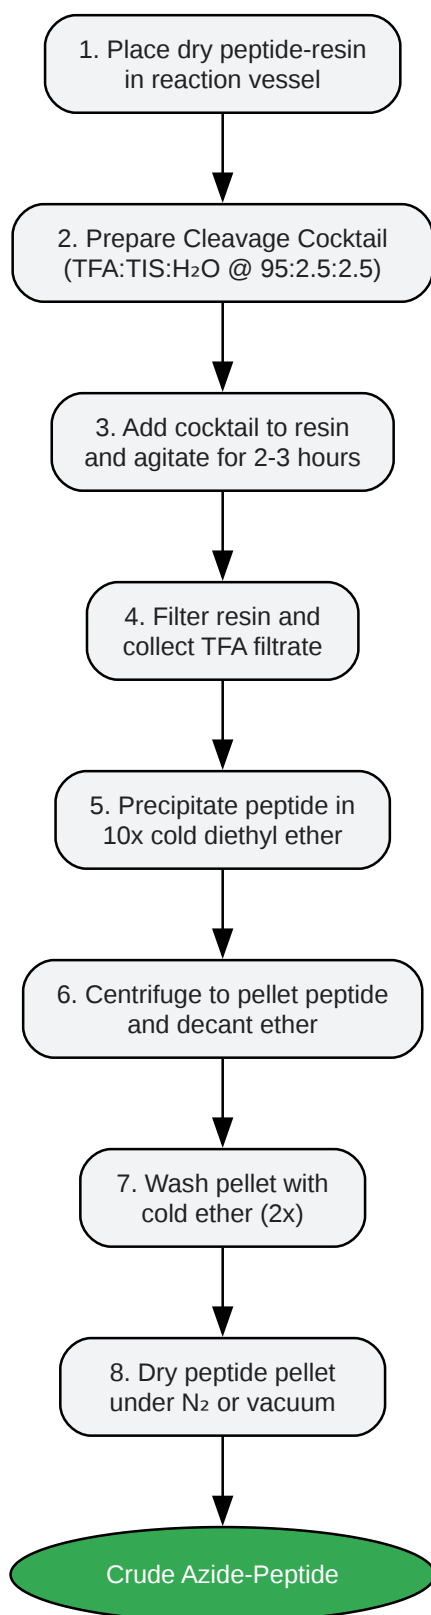 1. Place dry peptide-resin
in reaction vessel
2. Prepare Cleavage Cocktail
(TFA:TIS:H₂O @ 95:2.5:2.5)
3. Add cocktail to resin
and agitate for 2-3 hours
4. Filter resin and
collect TFA filtrate
5. Precipitate peptide in
10x cold diethyl ether
6. Centrifuge to pellet peptide
and decant ether
7. Wash pellet with
cold ether (2x)
8. Dry peptide pellet
under N₂ or vacuum
Crude Azide-Peptide